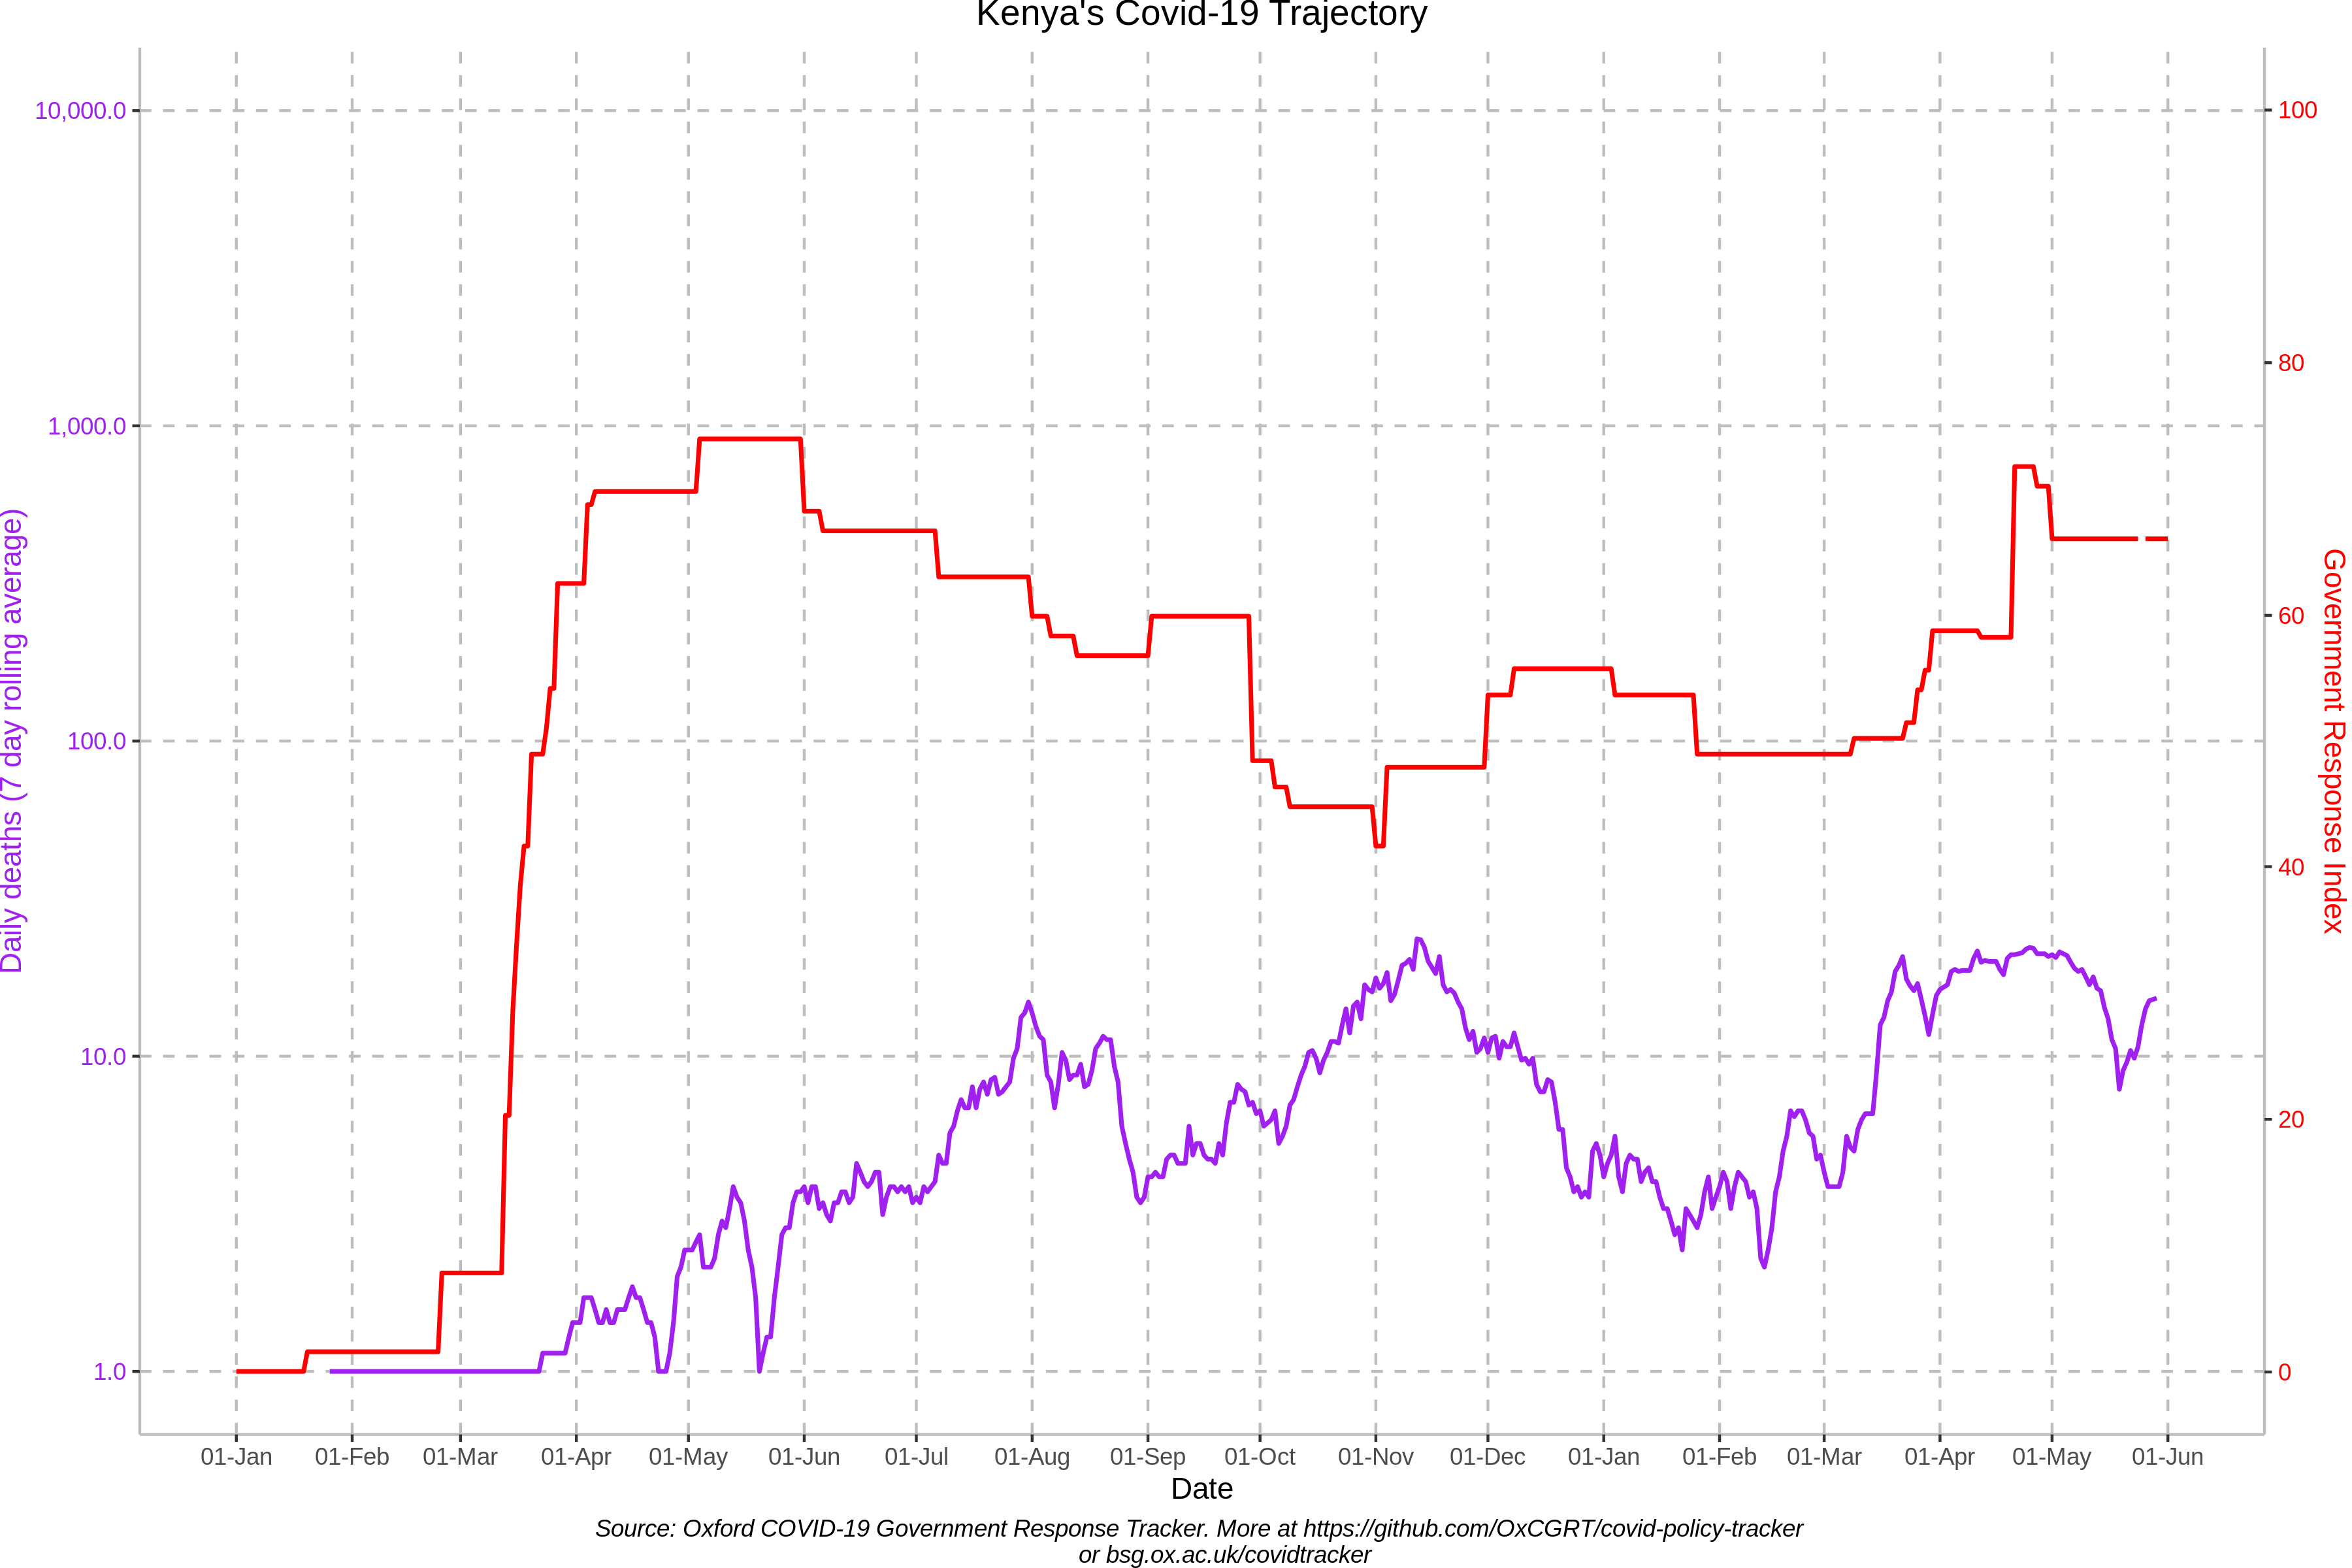 Kenya's Covid-19 Trajectory
10,000.0
1,000.0
100.0
10.0
1.0
Daily deaths (7 day rolling average)
100
80
60
40
20
0
Government Response Index
01-Jan 01-Feb 01-Mar 01-Apr 01-May 01-Jun 01-Jul 01-Aug 01-Sep 01-Oct 01-Nov 01-Dec 01-Jan 01-Feb 01-Mar 01-Apr 01-May 01-Jun
Date
Source: Oxford COVID-19 Government Response Tracker. More at https://github.com/OxCGRT/covid-policy-tracker
or bsg.ox.ac.uk/covidtracker